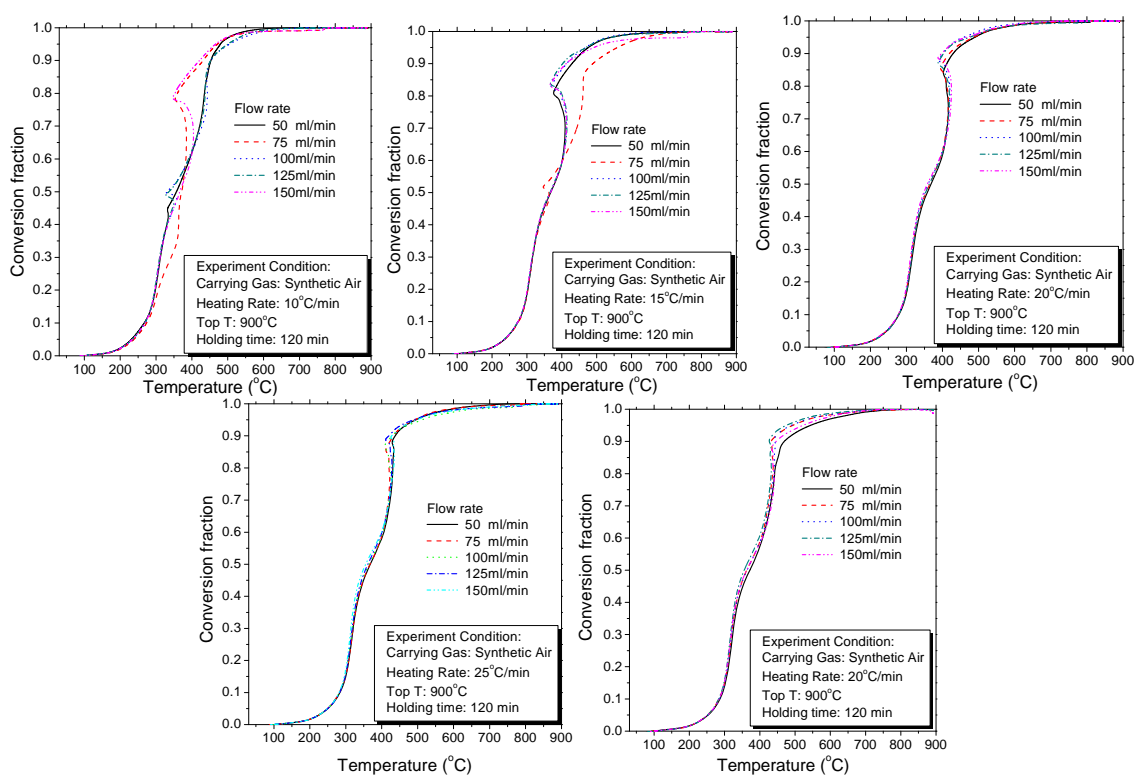 1.0
0.9
0.8
0.7
0.6
0.5
0.4
0.3
0.2
0.1
0.0
Conversion fraction
Flow rate
50 ml/min
75 ml/min
100ml/min
125ml/min
150ml/min
Experiment Condition:
Carrying Gas: Synthetic Air
Heating Rate: 10°C/min
Top T: 900°C
Holding time: 120 min
100 200 300 400 500 600 700 800 900
Temperature (°C)
1.0
0.9
0.8
0.7
0.6
0.5
0.4
0.3
0.2
0.1
0.0
Conversion fraction
Flow rate
50 ml/min
75 ml/min
100ml/min
125ml/min
150ml/min
Experiment Condition:
Carrying Gas: Synthetic Air
Heating Rate: 15°C/min
Top T: 900°C
Holding time: 120 min
100 200 300 400 500 600 700 800 900
Temperature (°C)
1.0
0.9
0.8
0.7
0.6
0.5
0.4
0.3
0.2
0.1
0.0
Conversion fraction
Flow rate
50 ml/min
75 ml/min
100ml/min
125ml/min
150ml/min
Experiment Condition:
Carrying Gas: Synthetic Air
Heating Rate: 20°C/min
Top T: 900°C
Holding time: 120 min
100 200 300 400 500 600 700 800 900
Temperature (°C)
1.0
0.9
0.8
0.7
0.6
0.5
0.4
0.3
0.2
0.1
0.0
Conversion fraction
Flow rate
50 ml/min
75 ml/min
100ml/min
125ml/min
150ml/min
Experiment Condition:
Carrying Gas: Synthetic Air
Heating Rate: 25°C/min
Top T: 900°C
Holding time: 120 min
100 200 300 400 500 600 700 800 900
Temperature (°C)
1.0
0.9
0.8
0.7
0.6
0.5
0.4
0.3
0.2
0.1
0.0
Conversion fraction
Flow rate
50 ml/min
75 ml/min
100ml/min
125ml/min
150ml/min
Experiment Condition:
Carrying Gas: Synthetic Air
Heating Rate: 20°C/min
Top T: 900°C
Holding time: 120 min
100 200 300 400 500 600 700 800 900
Temperature (°C)